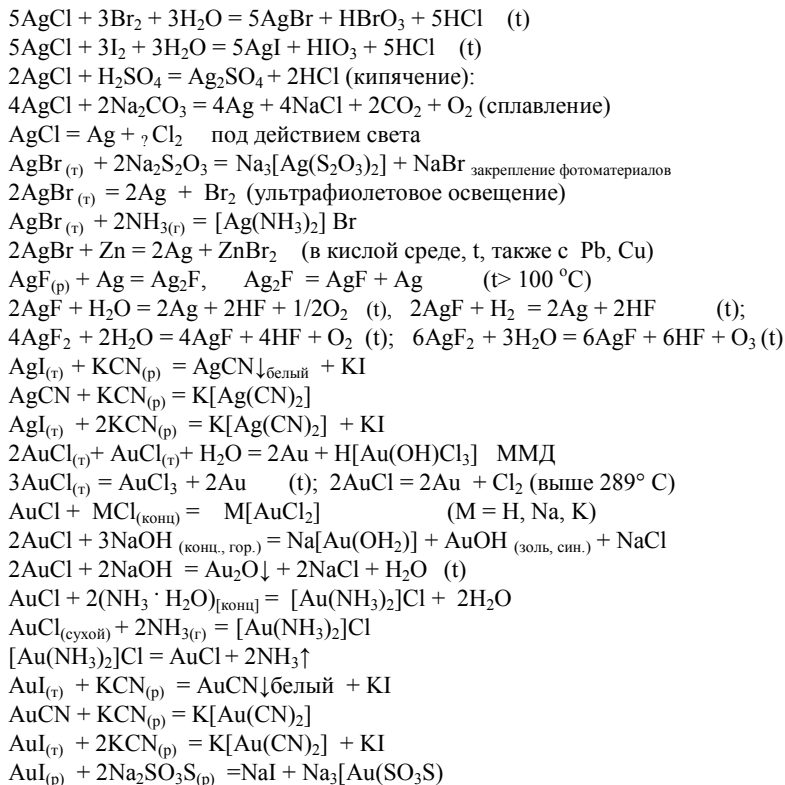 5AgCl + 3Br₂ + 3H₂O = 5AgBr + HBrO₃ + 5HCl (t)
5AgCl + 3I₂ + 3H₂O = 5AgI + HIO₃ + 5HCl (t)
2AgCl + H₂SO₄ = Ag₂SO₄ + 2HCl (кипячение):
4AgCl + 2Na₂CO₃ = 4Ag + 4NaCl + 2CO₂ + O₂ (сплавление)
AgCl = Ag + ? Cl₂ под действием света
AgBr (т) + 2Na₂S₂O₃ = Na₃[Ag(S₂O₃)₂] + NaBr закрепление фотоматериалов
2AgBr (т) = 2Ag + Br₂ (ультрафиолетовое освещение)
AgBr (т) + 2NH₃(г) = [Ag(NH₃)₂] Br
2AgBr + Zn = 2Ag + ZnBr₂ (в кислой среде, t, также с Pb, Cu)
AgF(р) + Ag = Ag₂F, Ag₂F = AgF + Ag (t> 100 °C)
2AgF + H₂O = 2Ag + 2HF + 1/2O₂ (t), 2AgF + H₂ = 2Ag + 2HF (t);
4AgF₂ + 2H₂O = 4AgF + 4HF + O₂ (t); 6AgF₂ + 3H₂O = 6AgF + 6HF + O₃ (t)
AgI(т) + KCN(р) = AgCN↓белый + KI
AgCN + KCN(р) = K[Ag(CN)₂]
AgI(т) + 2KCN(р) = K[Ag(CN)₂] + KI
2AuCl(т)+ AuCl(т)+ H₂O = 2Au + H[Au(OH)Cl₃] ММД
3AuCl(т) = AuCl₃ + 2Au (t); 2AuCl = 2Au + Cl₂ (выше 289° C)
AuCl + MCl(конц) = M[AuCl₂] (M = H, Na, K)
2AuCl + 3NaOH (конц., гор.) = Na[Au(OH₂)] + AuOH (золь, син.) + NaCl
2AuCl + 2NaOH = Au₂O↓ + 2NaCl + H₂O (t)
AuCl + 2(NH₃ · H₂O)[конц] = [Au(NH₃)₂]Cl + 2H₂O
AuCl(сухой) + 2NH₃(г) = [Au(NH₃)₂]Cl
[Au(NH₃)₂]Cl = AuCl + 2NH₃↑
AuI(т) + KCN(р) = AuCN↓белый + KI
AuCN + KCN(р) = K[Au(CN)₂]
AuI(т) + 2KCN(р) = K[Au(CN)₂] + KI
AuI(р) + 2Na₂SO₃S(р) =NaI + Na₃[Au(SO₃S)